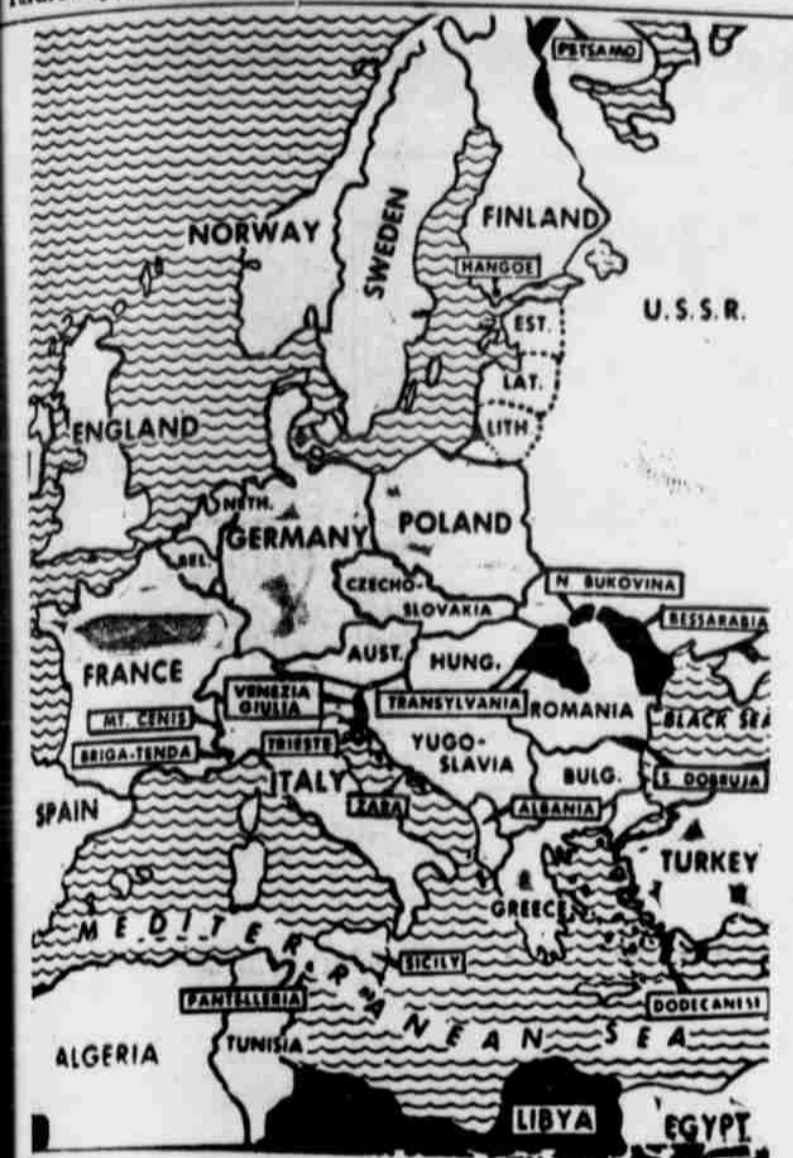 PETSAMO
NORWAY
SWEDEN
FINLAND
HANGOE
U.S.S.R.
EST.
LAT.
LITH
ENGLAND
NETH.
GERMANY
POLAND
BEL.
CZECHO-
SLOVAKIA
N. BUKOVINA
BESSARABIA
FRANCE
AUST.
HUNG.
VENEZIA
GIULIA
TRANSYLVANIA
ROMANIA
MT. CENIS
BLACK SEA
BRIGA-TENDA
TRIESTE
YUGO-
SLAVIA
ITALY
BULG.
S. DOBRUJA
SPAIN
ZARA
ALBANIA
TURKEY
GREECE
MEDITERRANEAN SEA
SICILY
PANTELLERIA
DODECANESE
ALGERIA
TUNISIA
LIBYA
EGYPT